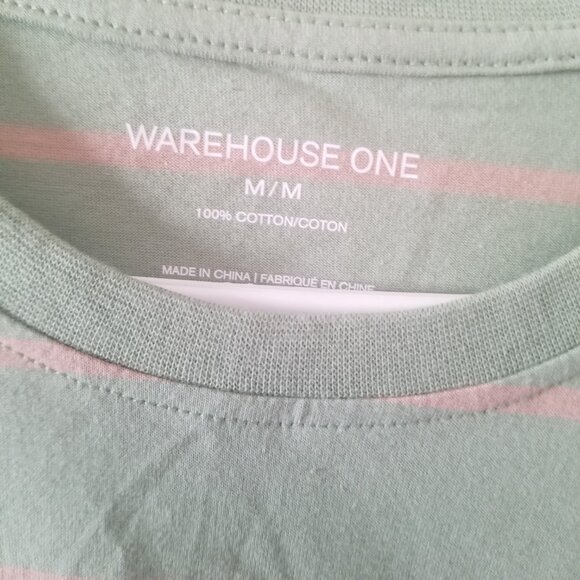 WAREHOUSE ONE
M/M
100% COTTON/COTON
MADE IN CHINA | FABRIQUÉ EN CHINE